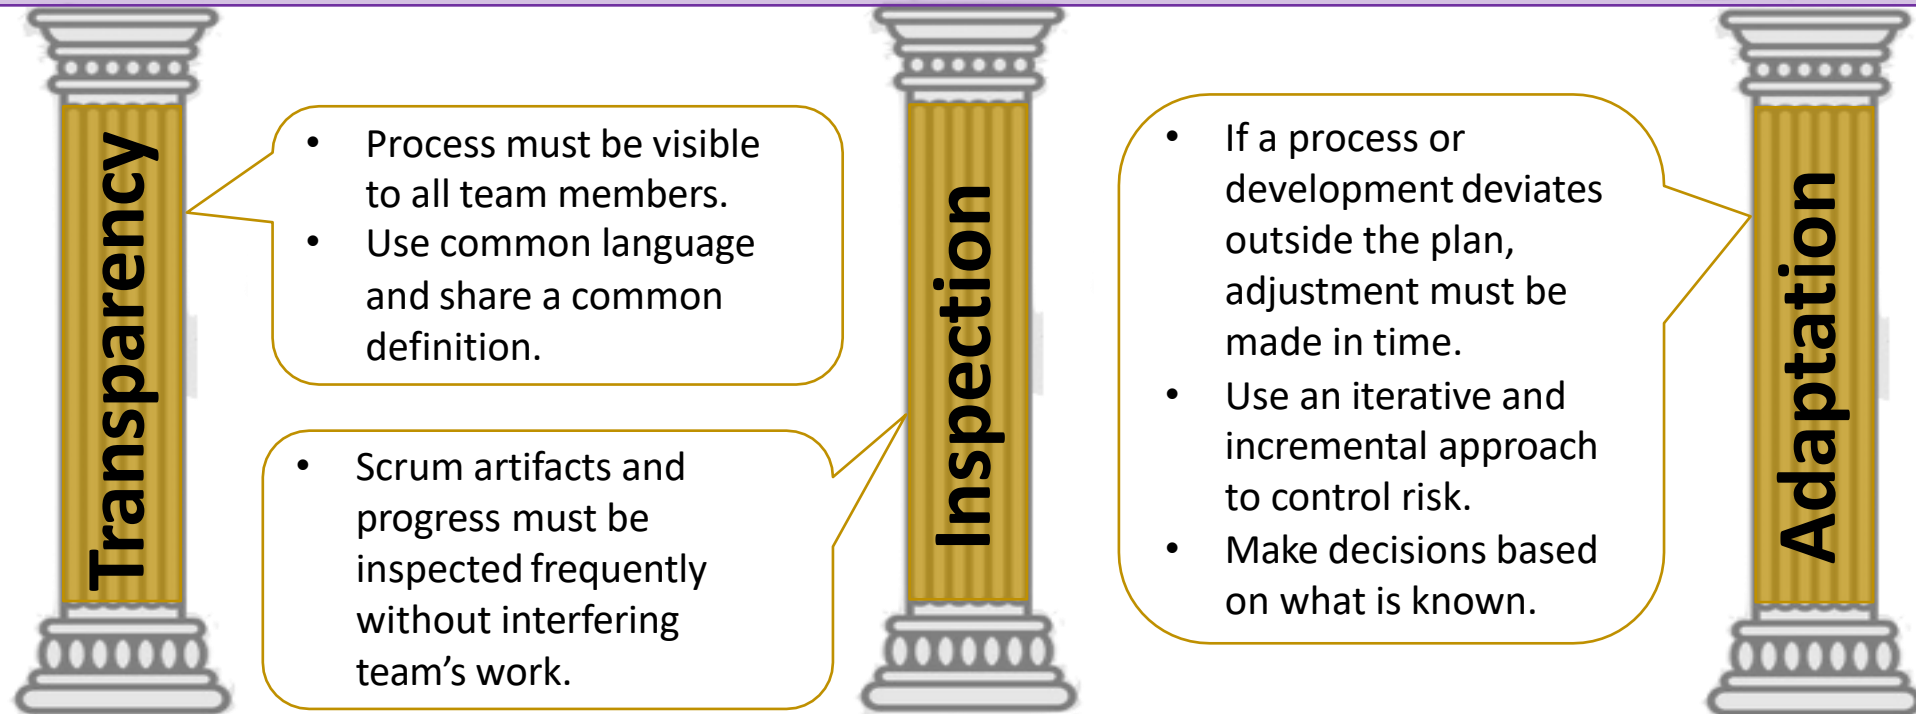 Transparency
• Process must be visible
to all team members.
• Use common language
and share a common
definition.
• Scrum artifacts and
progress must be
inspected frequently
without interfering
team’s work.
Inspection
• If a process or
development deviates
outside the plan,
adjustment must be
made in time.
• Use an iterative and
incremental approach
to control risk.
• Make decisions based
on what is known.
Adaptation